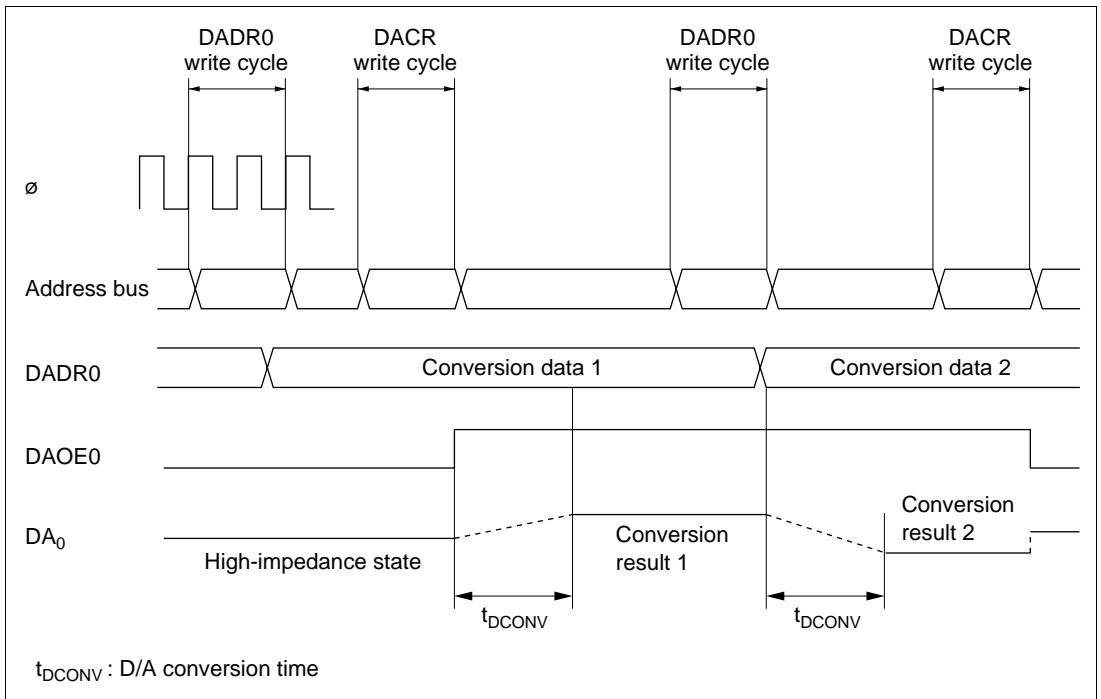 DADR0
write cycle
DACR
write cycle
DADR0
write cycle
DACR
write cycle
ø
Address bus
DADR0
Conversion data 1
Conversion data 2
DAOE0
DA0
High-impedance state
Conversion
result 1
Conversion
result 2
tDCONV
tDCONV
tDCONV : D/A conversion time